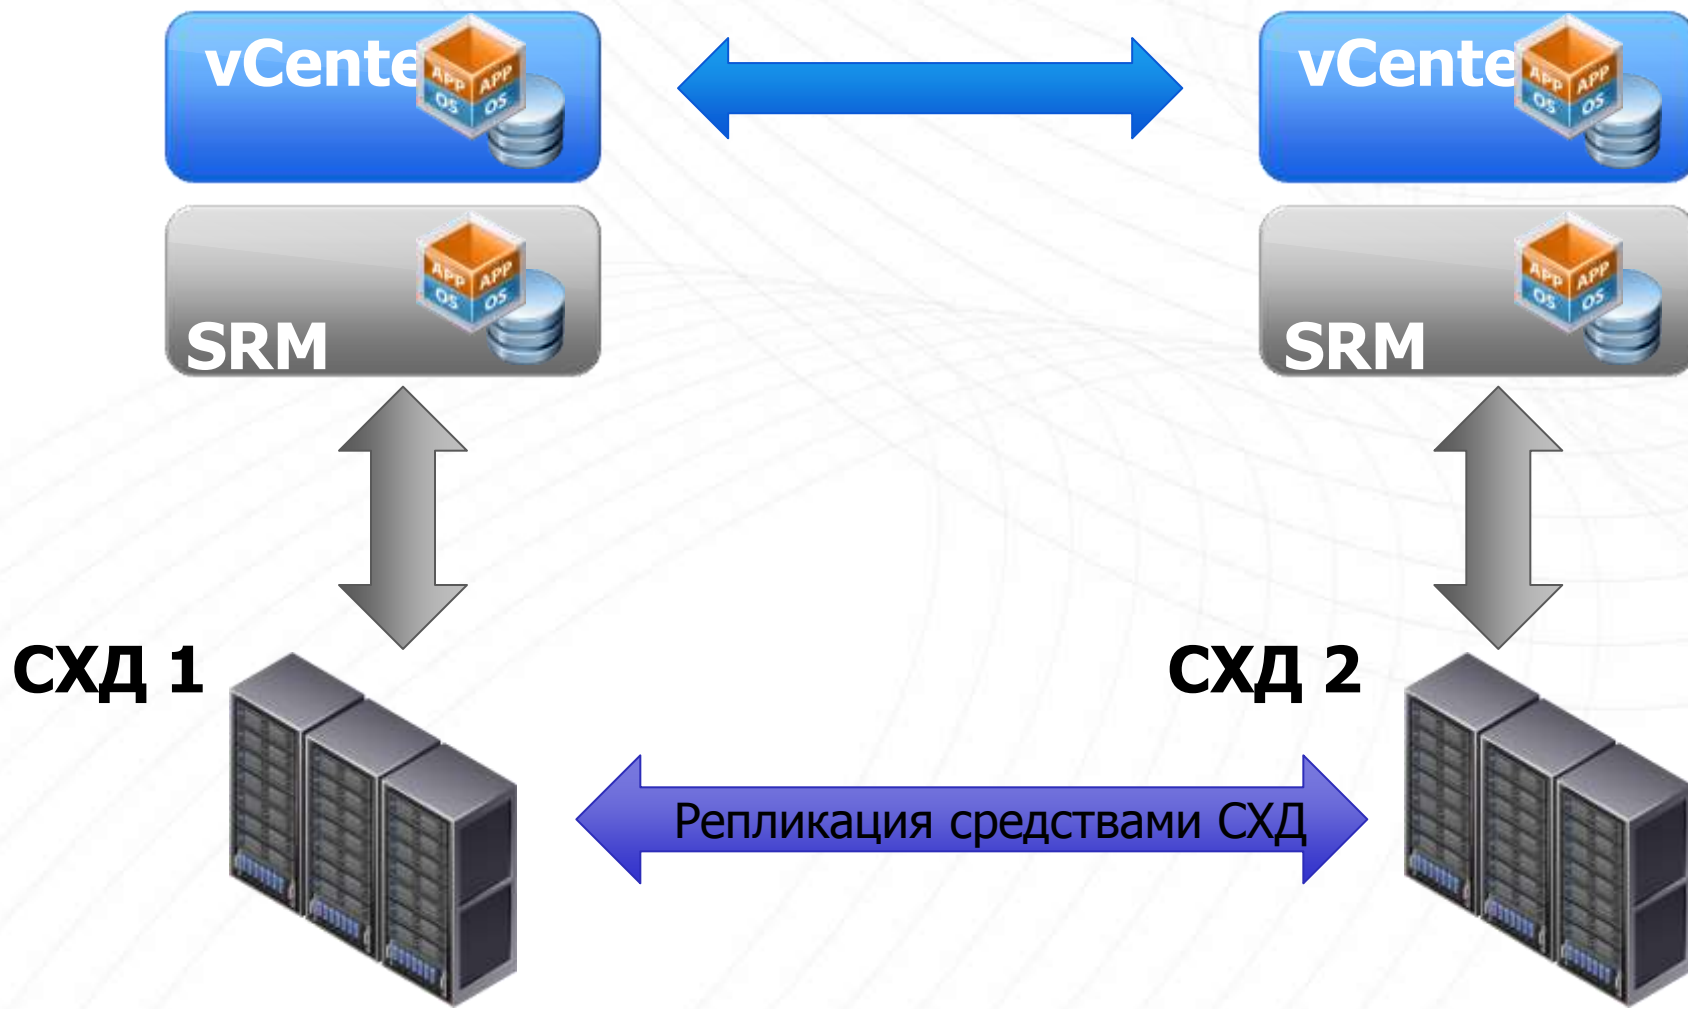 vCente
vCente
APP APP
OS OS
APP APP
OS OS
SRM
SRM
APP APP
OS OS
APP APP
OS OS
СХД 1
СХД 2
Репликация средствами СХД